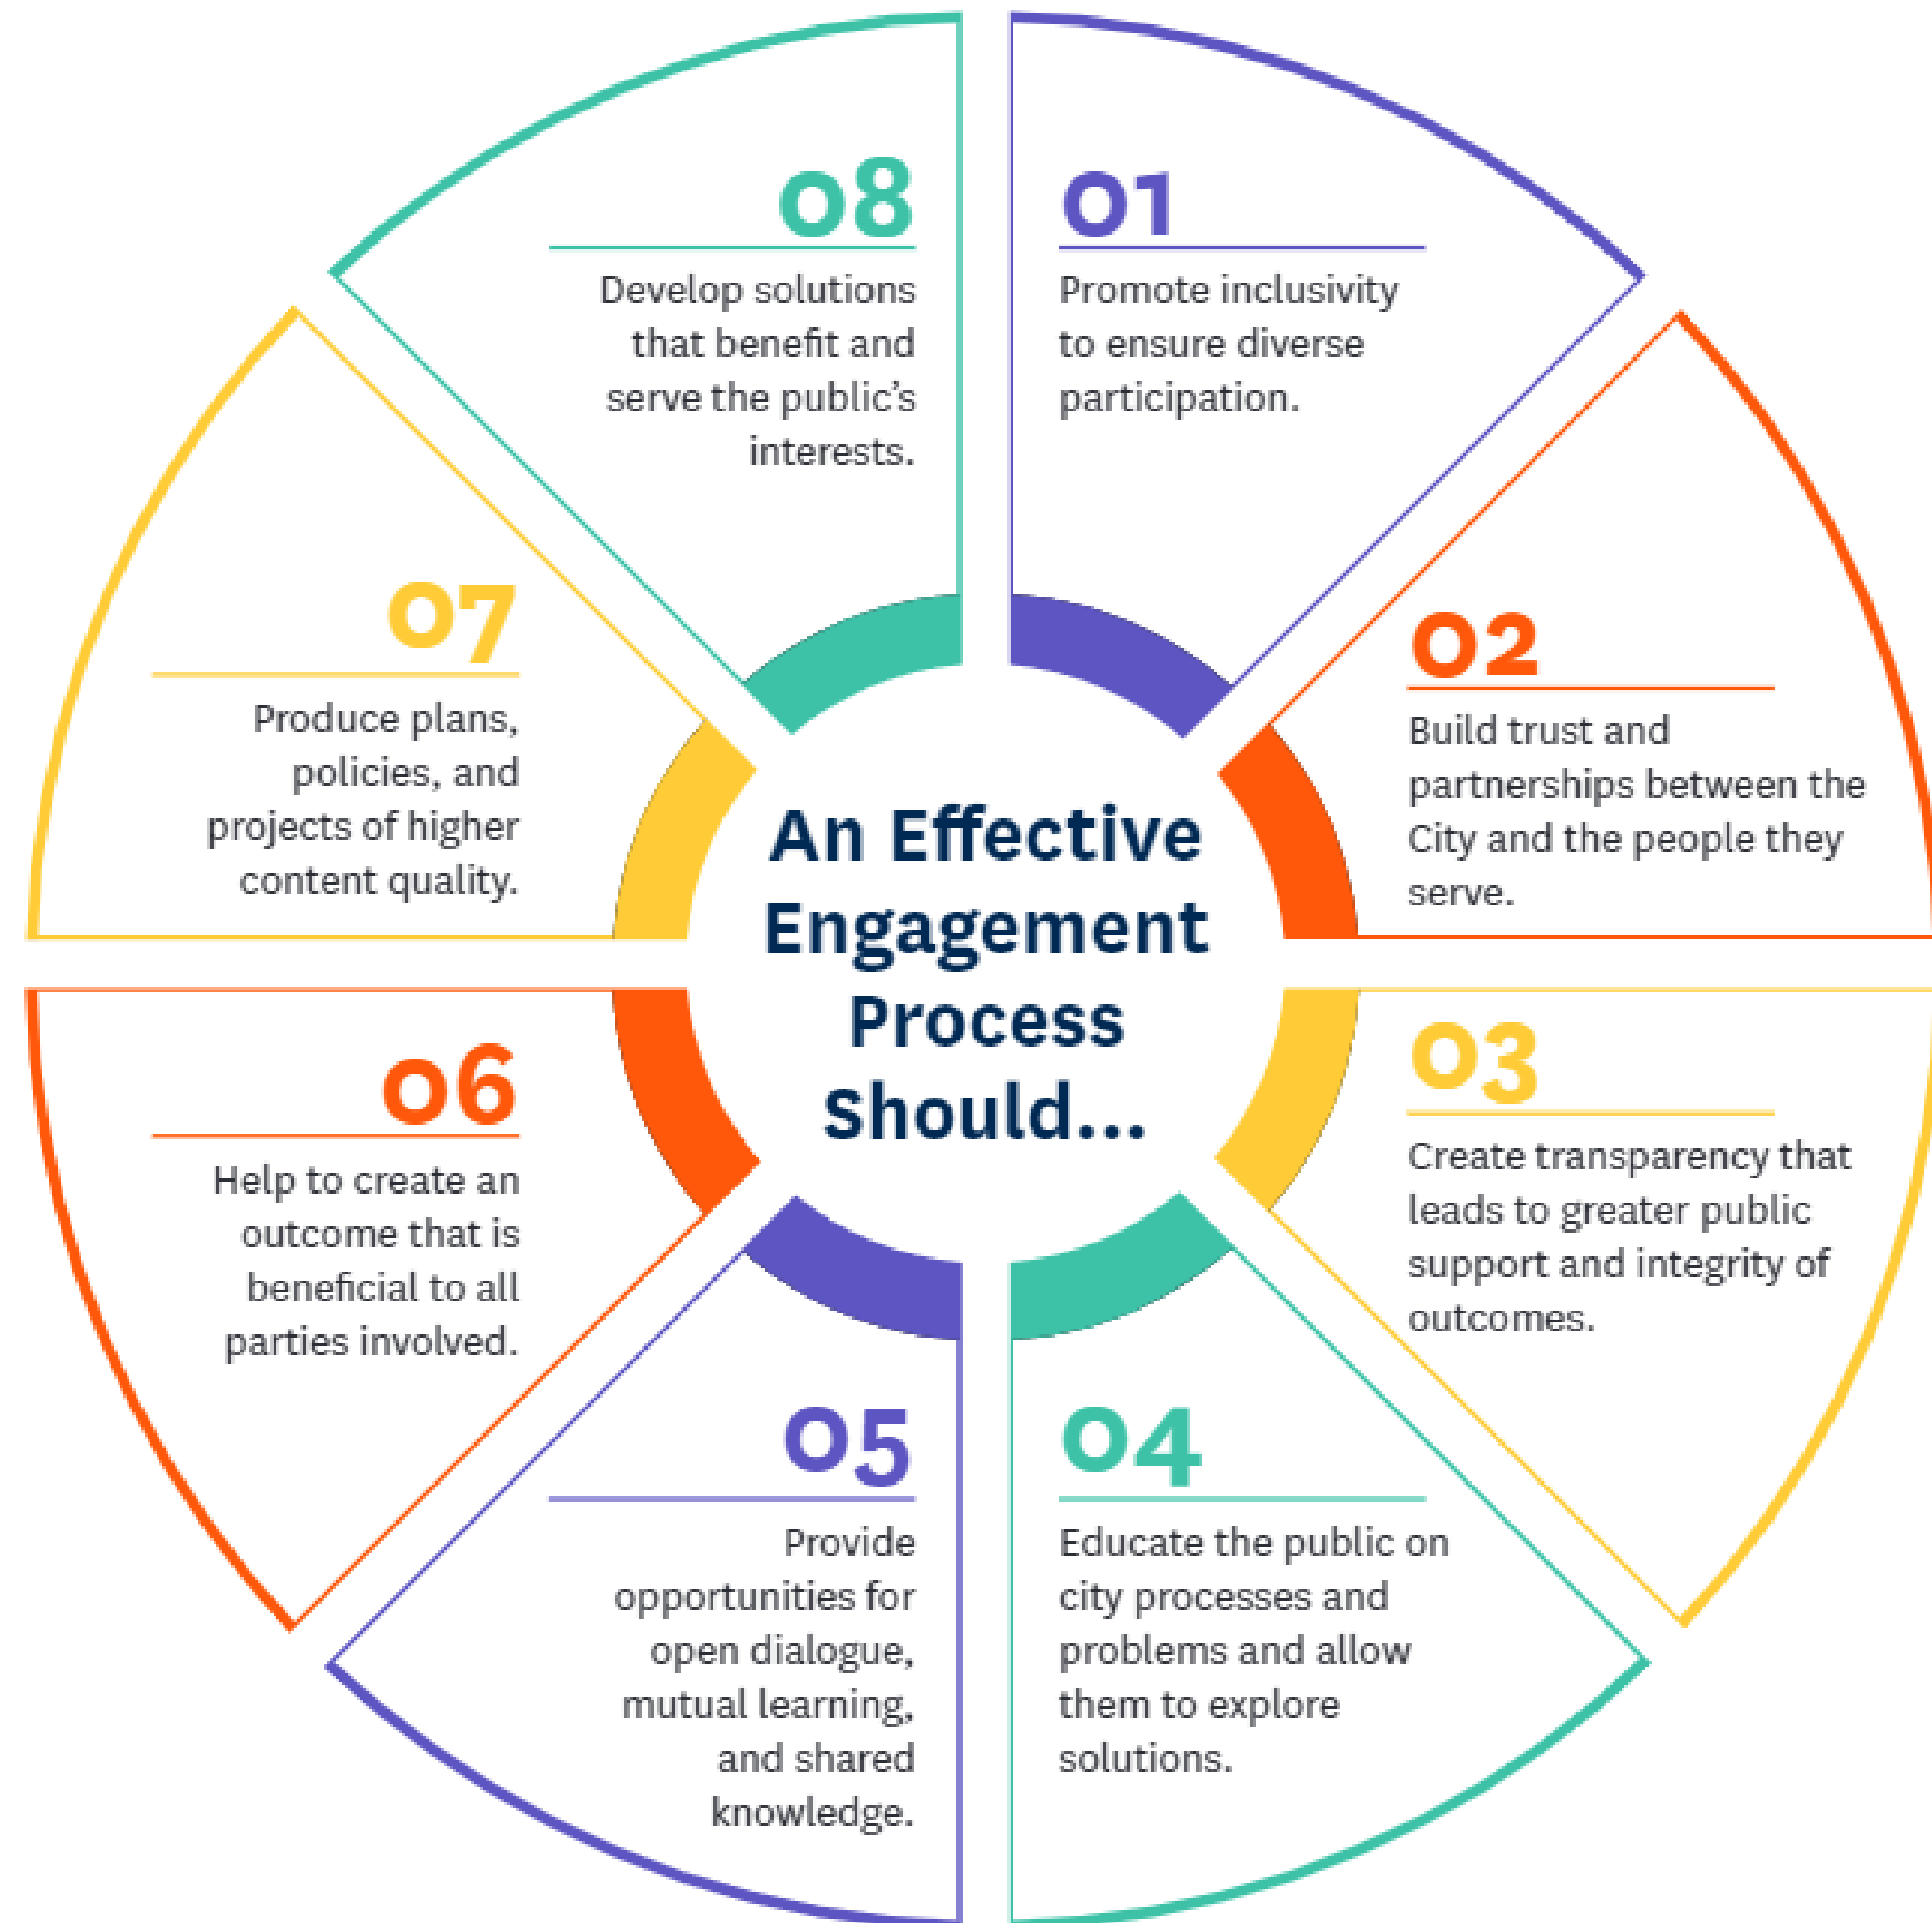 An Effective
Engagement
Process
Should...
01
Promote inclusivity
to ensure diverse
participation.
02
Build trust and
partnerships between the
City and the people they
serve.
03
Create transparency that
leads to greater public
support and integrity of
outcomes.
04
Educate the public on
city processes and
problems and allow
them to explore
solutions.
05
Provide
opportunities for
open dialogue,
mutual learning,
and shared
knowledge.
06
Help to create an
outcome that is
beneficial to all
parties involved.
07
Produce plans,
policies, and
projects of higher
content quality.
08
Develop solutions
that benefit and
serve the public’s
interests.